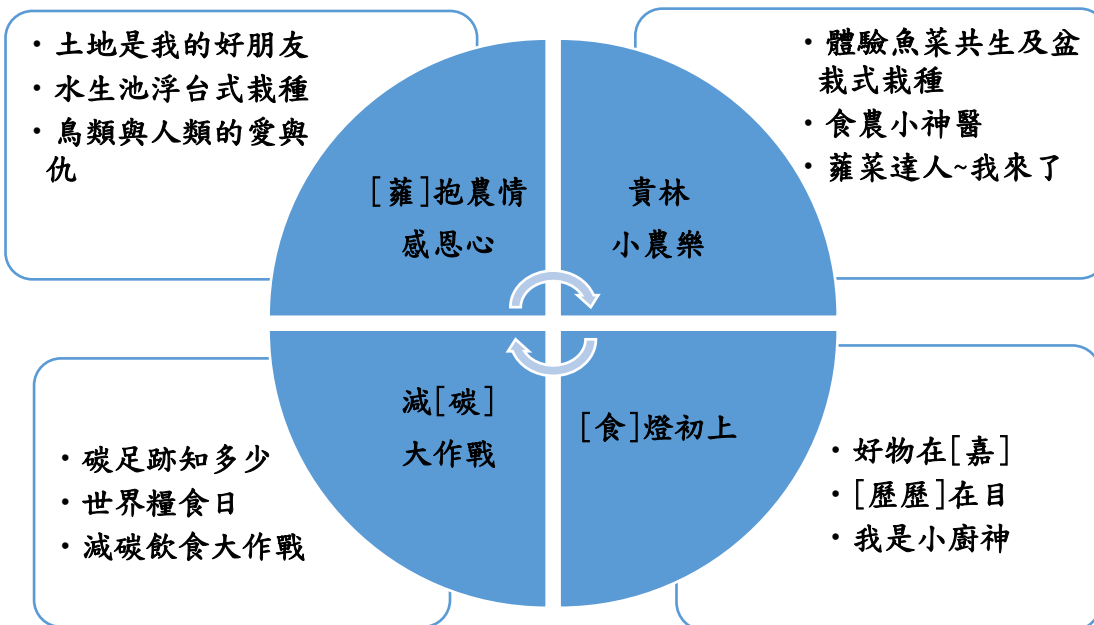 ・土地是我的好朋友
・水生池浮台式栽種
・鳥類與人類的愛與
仇
[蕹]抱農情
感恩心
・體驗魚菜共生及盆
栽式栽種
・食農小神醫
・蕹菜達人~我來了
貴林
小農樂
・碳足跡知多少
・世界糧食日
・減碳飲食大作戰
減[碳]
大作戰
[食]燈初上
・好物在[嘉]
・[歷歷]在目
・我是小廚神